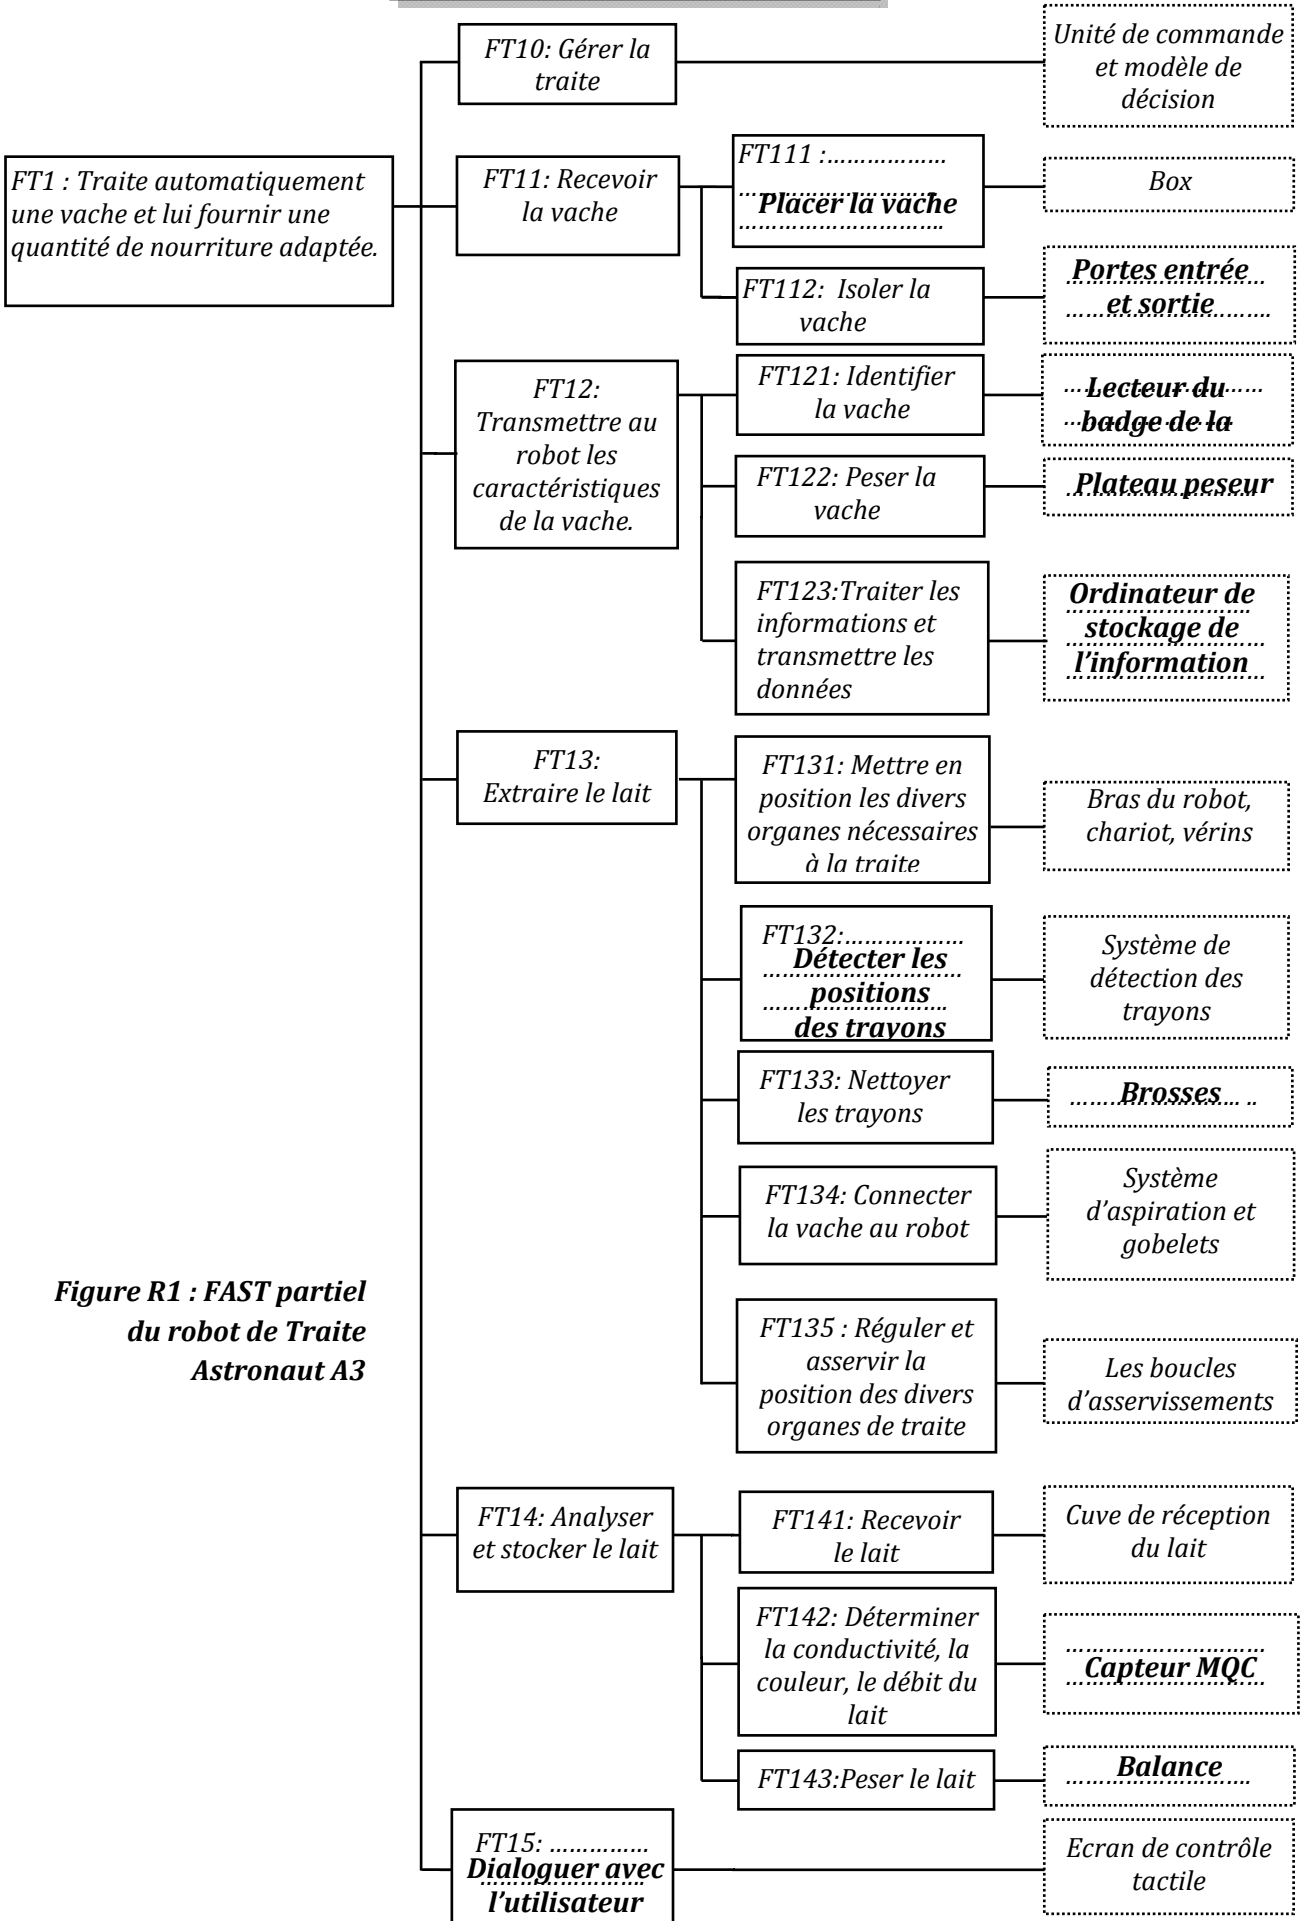 FT10: Gérer la
traite
Unité de commande
et modèle de
décision
FT1 : Traite automatiquement
une vache et lui fournir une
quantité de nourriture adaptée.
FT11: Recevoir
la vache
FT111 :………………
Placer la vache
Box
FT112: Isoler la
vache
Portes entrée
et sortie
FT12:
Transmettre au
robot les
caractéristiques
de la vache.
FT121: Identifier
la vache
Lecteur du
badge de la
FT122: Peser la
vache
Plateau peseur
FT123:Traiter les
informations et
transmettre les
données
Ordinateur de
stockage de
l'information
FT13:
Extraire le lait
FT131: Mettre en
position les divers
organes nécessaires
à la traite
Bras du robot,
chariot, vérins
FT132:………………
Détecter les
positions
des trayons
Système de
détection des
trayons
FT133: Nettoyer
les trayons
Brosses
FT134: Connecter
la vache au robot
Système
d'aspiration et
gobelets
FT135 : Réguler et
asservir la
position des divers
organes de traite
Les boucles
d'asservissements
Figure R1 : FAST partiel
du robot de Traite
Astronaut A3
FT14: Analyser
et stocker le lait
FT141: Recevoir
le lait
Cuve de réception
du lait
FT142: Déterminer
la conductivité, la
couleur, le débit du
lait
Capteur MQC
FT143:Peser le lait
Balance
FT15: ……………
Dialoguer avec
l'utilisateur
Ecran de contrôle
tactile